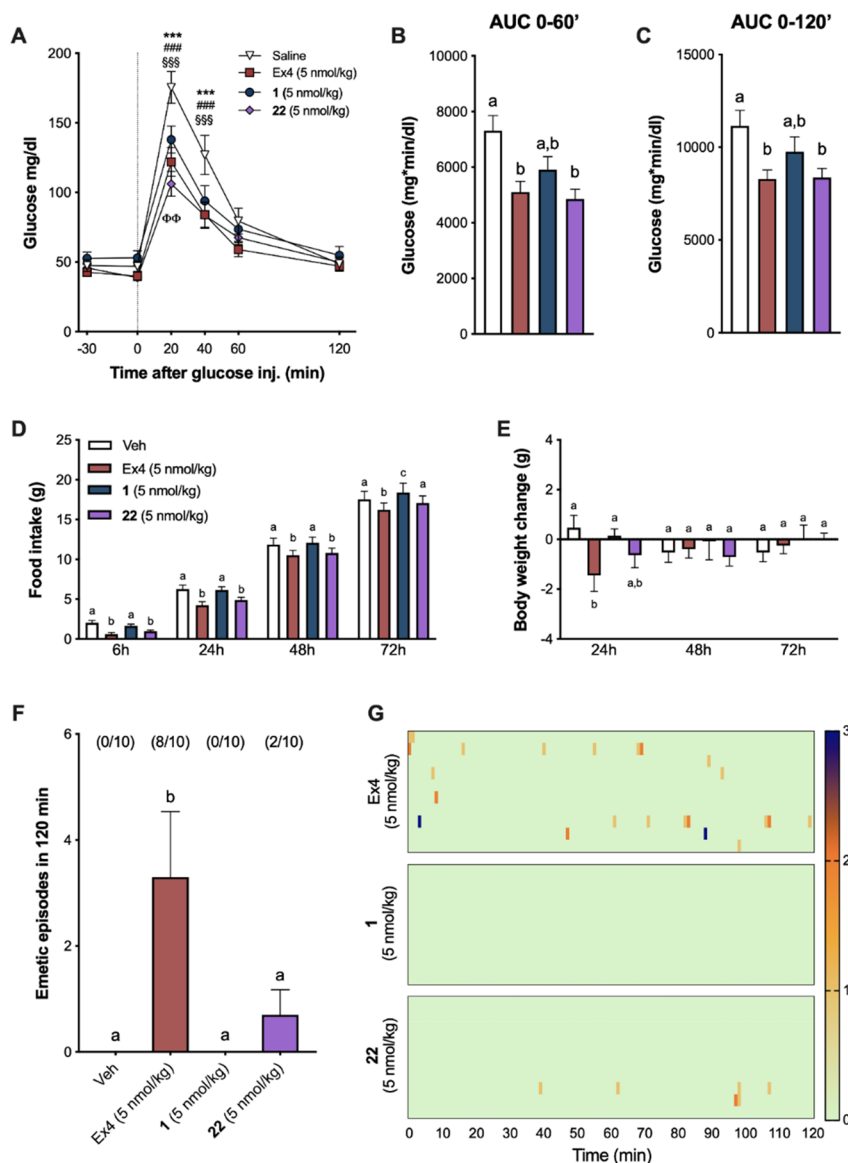 A
***
###
§§§
***
###
§§§
ΦΦ
Saline
Ex4 (5 nmol/kg)
1 (5 nmol/kg)
22 (5 nmol/kg)
Glucose mg/dl
200
150
100
50
0
-30
0
20
40
60
120
Time after glucose inj. (min)
B
AUC 0-60’
Glucose (mg*min/dl)
10000
8000
6000
4000
2000
0
a
b
a,b
b
C
AUC 0-120’
Glucose (mg*min/dl)
15000
10000
5000
0
a
b
a,b
b
D
Veh
Ex4 (5 nmol/kg)
1 (5 nmol/kg)
22 (5 nmol/kg)
Food intake (g)
25
20
15
10
5
0
a b a b
a b a b
a b a b
a b c a
6h
24h
48h
72h
E
Body weight change (g)
4
2
0
-2
-4
a b a a,b
a a a a
a a a a
24h
48h
72h
F
Emetic episodes in 120 min
6
4
2
0
(0/10) (8/10) (0/10) (2/10)
a
b
a
a
Veh
Ex4 (5 nmol/kg)
1 (5 nmol/kg)
22 (5 nmol/kg)
G
Ex4
(5 nmol/kg)
1
(5 nmol/kg)
22
(5 nmol/kg)
0 10 20 30 40 50 60 70 80 90 100 110 120
Time (min)
3
2
1
0